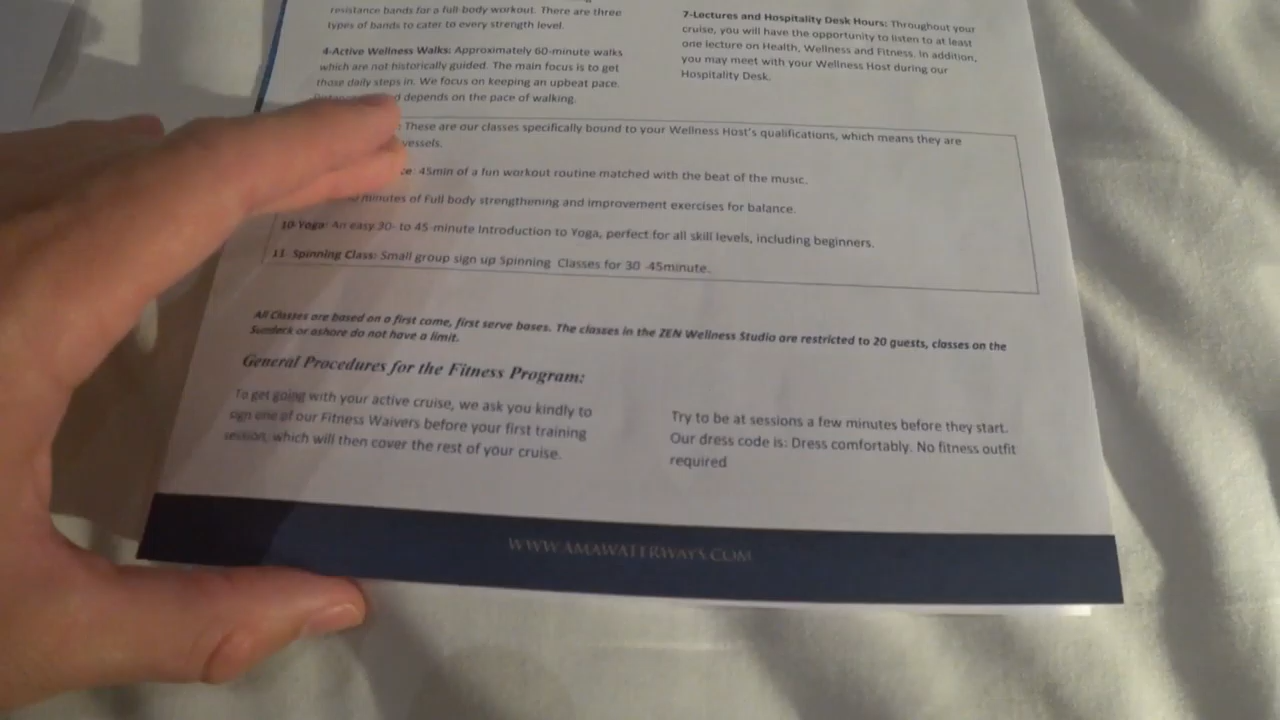 resistance bands for a full body workout. There are three
types of bands to cater to every strength level.
4-Active Wellness Walks: Approximately 60-minute walks
which are not historically guided. The main focus is to get
those daily steps in. We focus on keeping an upbeat pace.
depends on the pace of walking.
7-Lectures and Hospitality Desk Hours: Throughout your
cruise, you will have the opportunity to listen to at least
one lecture on Health, Wellness and Fitness. In addition,
you may meet with your Wellness Host during our
Hospitality Desk.
: These are our classes specifically bound to your Wellness Host's qualifications, which means they are
vessels.
: 45min of a fun workout routine matched with the beat of the music.
minutes of Full body strengthening and improvement exercises for balance.
10-Yoga: An easy 30- to 45-minute Introduction to Yoga, perfect for all skill levels, including beginners.
11- Spinning Class: Small group sign up Spinning Classes for 30 -45minute.
All Classes are based on a first come, first serve bases. The classes in the ZEN Wellness Studio are restricted to 20 guests, classes on the
Sundeck or ashore do not have a limit.
General Procedures for the Fitness Program:
To get going with your active cruise, we ask you kindly to
sign one of our Fitness Waivers before your first training
session, which will then cover the rest of your cruise.
Try to be at sessions a few minutes before they start.
Our dress code is: Dress comfortably. No fitness outfit
required
WWW.AMAWATERWAYS.COM